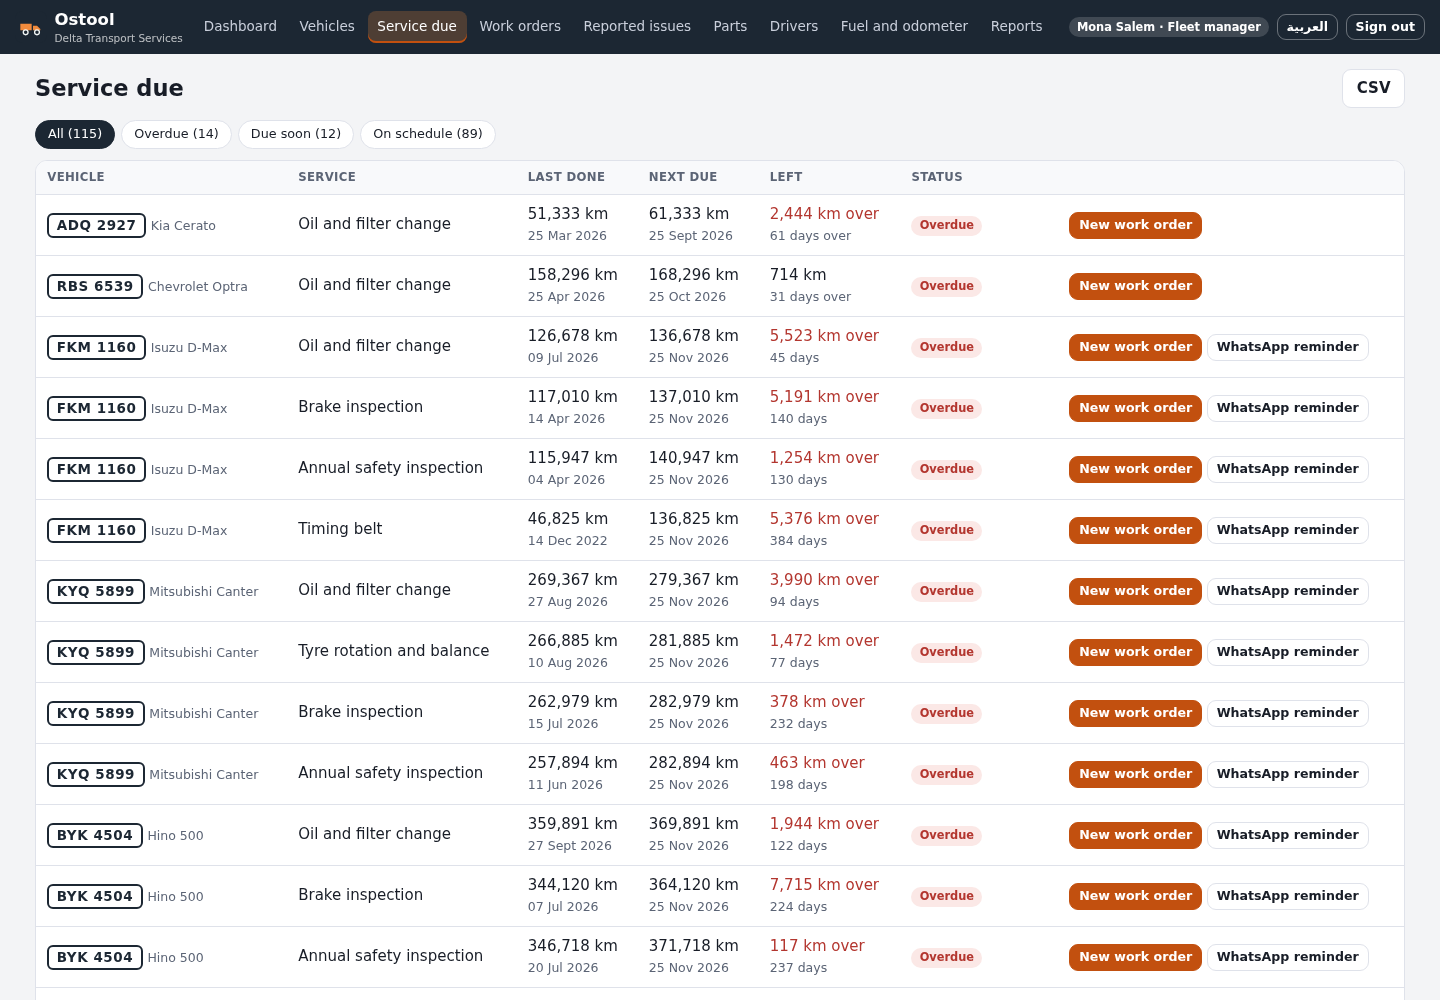 Ostool
Delta Transport Services
Dashboard Vehicles Service due Work orders Reported issues Parts Drivers Fuel and odometer Reports
Mona Salem · Fleet manager العربية Sign out
Service due CSV
All (115) Overdue (14) Due soon (12) On schedule (89)
VEHICLE SERVICE LAST DONE NEXT DUE LEFT STATUS
ADQ 2927 Kia Cerato Oil and filter change 51,333 km 61,333 km 2,444 km over Overdue New work order
25 Mar 2026 25 Sept 2026 61 days over
RBS 6539 Chevrolet Optra Oil and filter change 158,296 km 168,296 km 714 km Overdue New work order
25 Apr 2026 25 Oct 2026 31 days over
FKM 1160 Isuzu D-Max Oil and filter change 126,678 km 136,678 km 5,523 km over Overdue New work order WhatsApp reminder
09 Jul 2026 25 Nov 2026 45 days
FKM 1160 Isuzu D-Max Brake inspection 117,010 km 137,010 km 5,191 km over Overdue New work order WhatsApp reminder
14 Apr 2026 25 Nov 2026 140 days
FKM 1160 Isuzu D-Max Annual safety inspection 115,947 km 140,947 km 1,254 km over Overdue New work order WhatsApp reminder
04 Apr 2026 25 Nov 2026 130 days
FKM 1160 Isuzu D-Max Timing belt 46,825 km 136,825 km 5,376 km over Overdue New work order WhatsApp reminder
14 Dec 2022 25 Nov 2026 384 days
KYQ 5899 Mitsubishi Canter Oil and filter change 269,367 km 279,367 km 3,990 km over Overdue New work order WhatsApp reminder
27 Aug 2026 25 Nov 2026 94 days
KYQ 5899 Mitsubishi Canter Tyre rotation and balance 266,885 km 281,885 km 1,472 km over Overdue New work order WhatsApp reminder
10 Aug 2026 25 Nov 2026 77 days
KYQ 5899 Mitsubishi Canter Brake inspection 262,979 km 282,979 km 378 km over Overdue New work order WhatsApp reminder
15 Jul 2026 25 Nov 2026 232 days
KYQ 5899 Mitsubishi Canter Annual safety inspection 257,894 km 282,894 km 463 km over Overdue New work order WhatsApp reminder
11 Jun 2026 25 Nov 2026 198 days
BYK 4504 Hino 500 Oil and filter change 359,891 km 369,891 km 1,944 km over Overdue New work order WhatsApp reminder
27 Sept 2026 25 Nov 2026 122 days
BYK 4504 Hino 500 Brake inspection 344,120 km 364,120 km 7,715 km over Overdue New work order WhatsApp reminder
07 Jul 2026 25 Nov 2026 224 days
BYK 4504 Hino 500 Annual safety inspection 346,718 km 371,718 km 117 km over Overdue New work order WhatsApp reminder
20 Jul 2026 25 Nov 2026 237 days